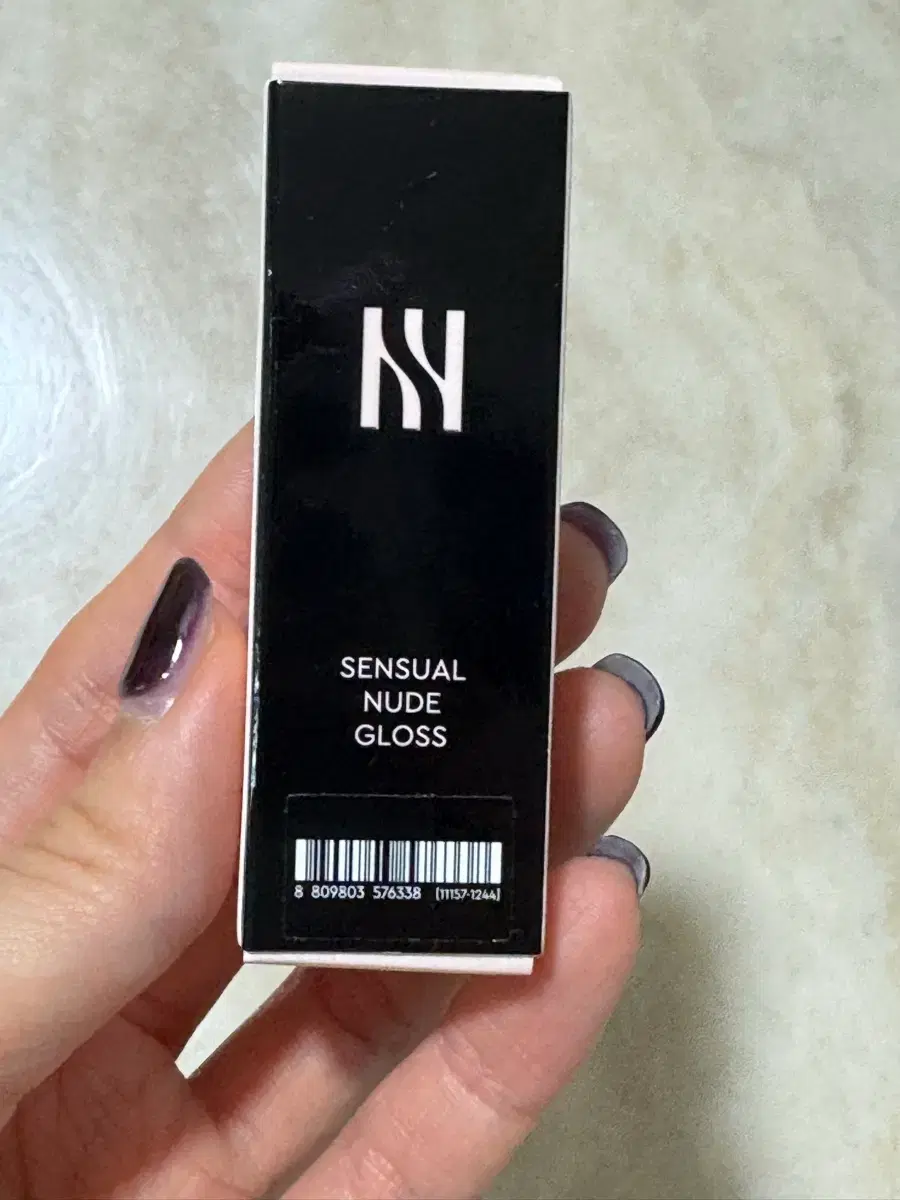 SENSUAL
NUDE
GLOSS
8 809803 576338 [11157-1244]